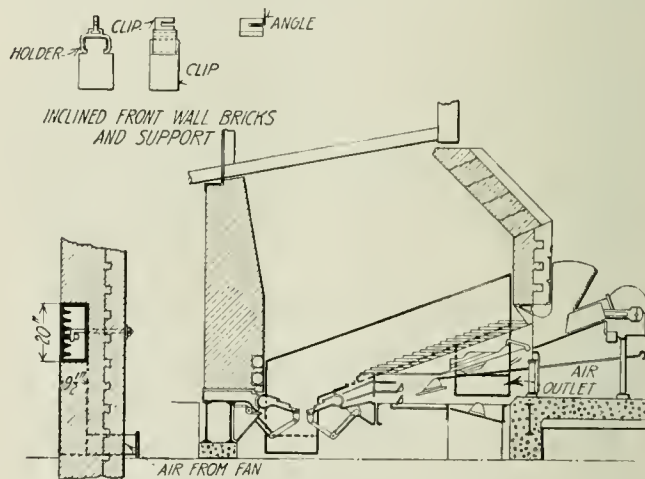 CLIP
ANGLE
HOLDER
CLIP
INCLINED FRONT WALL BRICKS
AND SUPPORT
20"
9½"
AIR
OUTLET
AIR FROM FAN